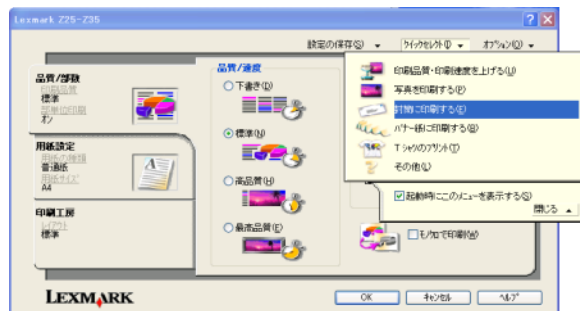 Lexmark Z25-Z35
設定の保存(S)
クイックセレクト(I)
オプション(O)
品質/部数
印刷品質
標準
部単位印刷
オン
用紙設定
用紙の種類
普通紙
用紙サイズ
A4
印刷工房
レイアウト
標準
品質/速度
下書き(D)
標準(N)
高品質(H)
最高品質(E)
印刷品質・印刷速度を上げる(U)
写真を印刷する(P)
封筒に印刷する(E)
バナー紙に印刷する(B)
Tシャツのプリント(T)
その他(L)
起動時にこのメニューを表示する(S)
閉じる
モノクロで印刷(W)
LEXMARK
OK
キャンセル
ヘルプ